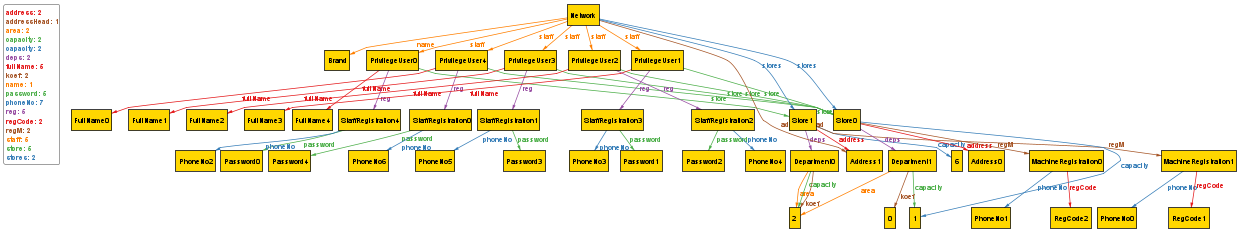 address: 2
addressHead: 1
area: 2
capacity: 2
capacity: 2
deps: 2
fullName: 5
koef: 2
name: 1
password: 5
phoneNo: 7
reg: 5
regCode: 2
regM: 2
staff: 5
store: 5
stores: 2
Network
name
staff
staff
staff
staff
staff
stores
stores
Brand
PrivilegeUser0
PrivilegeUser4
PrivilegeUser3
PrivilegeUser2
PrivilegeUser1
fullName
fullName
fullName
fullName
reg
reg
reg
reg
reg
store
store
store
store
store
FullName0
FullName1
FullName2
FullName3
FullName4
StaffRegistration4
StaffRegistration0
StaffRegistration1
StaffRegistration3
StaffRegistration2
Store1
Store0
phoneNo
password
phoneNo
password
phoneNo
password
phoneNo
password
password
phoneNo
deps
address
deps
capacity
address
regM
regM
PhoneNo2
Password0
Password4
PhoneNo6
PhoneNo5
Password3
PhoneNo3
Password1
Password2
PhoneNo4
Department0
Address1
Department1
6
Address0
MachineRegistration0
MachineRegistration1
capacity
area
koef
area
koef
capacity
capacity
phoneNo
regCode
phoneNo
regCode
2
0
1
PhoneNo1
RegCode2
PhoneNo0
RegCode1